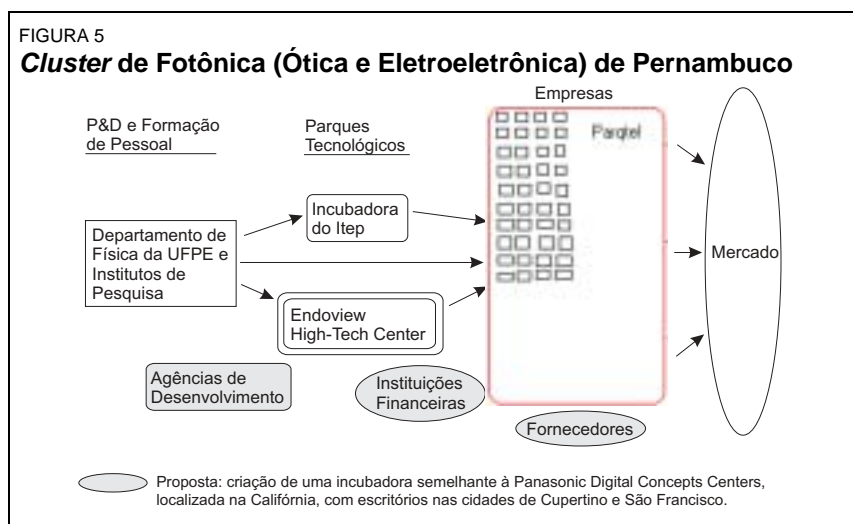 FIGURA 5
Cluster de Fotônica (Ótica e Eletroeletrônica) de Pernambuco
P&D e Formação
de Pessoal
Parques
Tecnológicos
Empresas
Parqtel
Departamento de
Física da UFPE e
Institutos de
Pesquisa
Incubadora
do Itep
Endoview
High-Tech Center
Mercado
Agências de
Desenvolvimento
Instituições
Financeiras
Fornecedores
Proposta: criação de uma incubadora semelhante à Panasonic Digital Concepts Centers,
localizada na Califórnia, com escritórios nas cidades de Cupertino e São Francisco.